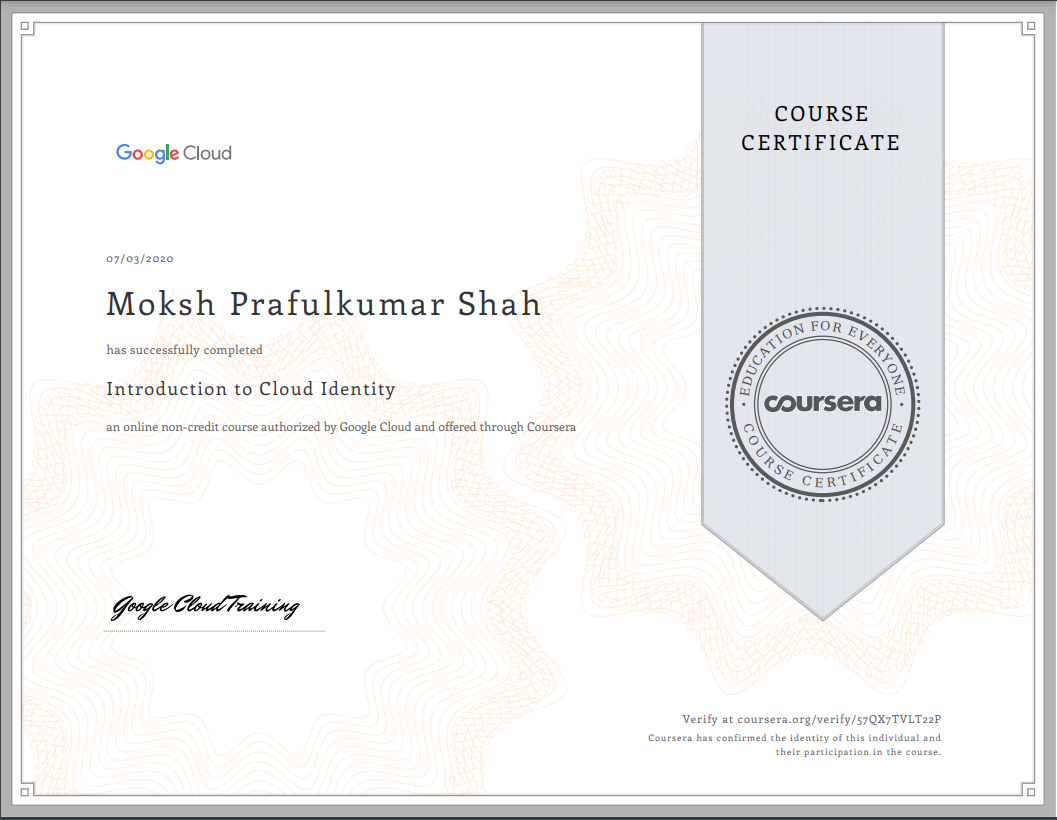 COURSE
CERTIFICATE
Google Cloud
07/03/2020
Moksh Prafulkumar Shah
has successfully completed
Introduction to Cloud Identity
an online non-credit course authorized by Google Cloud and offered through Coursera
EDUCATION FOR EVERYONE
coursera
COURSE CERTIFICATE
Google Cloud Training
Verify at coursera.org/verify/57QX7TVLT22P
Coursera has confirmed the identity of this individual and
their participation in the course.